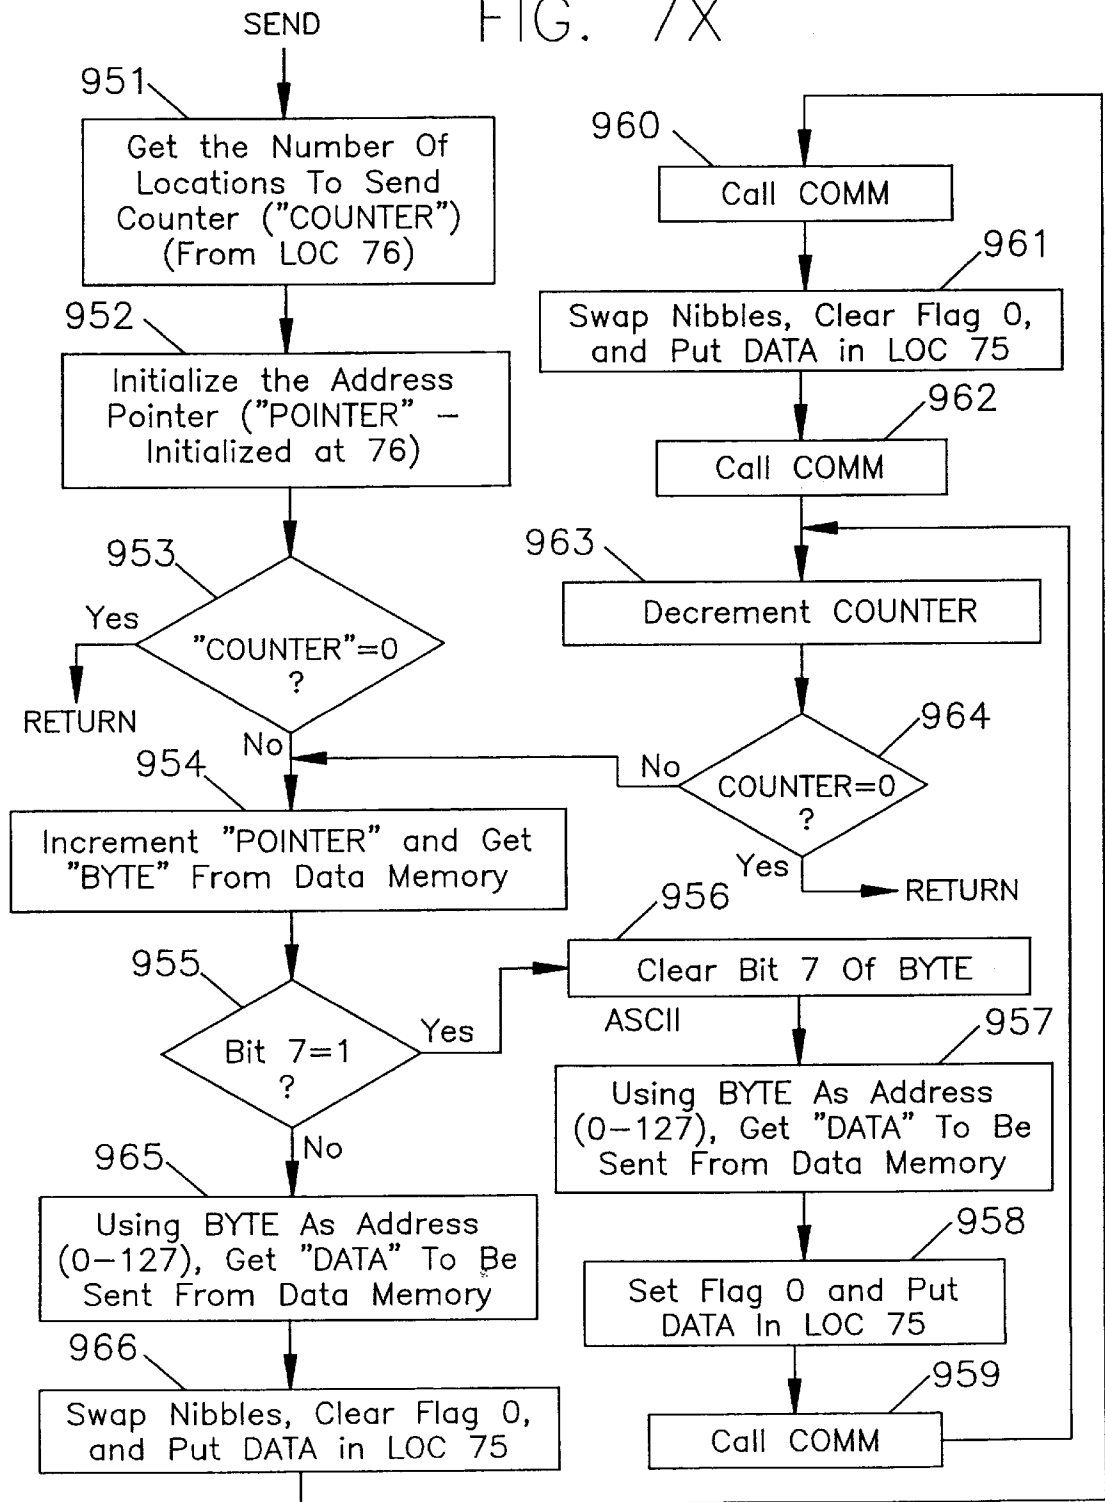 FIG. 7X
SEND
951
Get the Number Of
Locations To Send
Counter ("COUNTER")
(From LOC 76)
952
Initialize the Address
Pointer ("POINTER" –
Initialized at 76)
953
Yes
"COUNTER"=0
?
RETURN
No
954
Increment "POINTER" and Get
"BYTE" From Data Memory
955
Bit 7=1
?
Yes
No
965
Using BYTE As Address
(0–127), Get "DATA" To Be
Sent From Data Memory
966
Swap Nibbles, Clear Flag 0,
and Put DATA in LOC 75
960
Call COMM
961
Swap Nibbles, Clear Flag 0,
and Put DATA in LOC 75
962
Call COMM
963
Decrement COUNTER
964
No
COUNTER=0
?
Yes
RETURN
956
Clear Bit 7 Of BYTE
ASCII
957
Using BYTE As Address
(0–127), Get "DATA" To Be
Sent From Data Memory
958
Set Flag 0 and Put
DATA In LOC 75
959
Call COMM